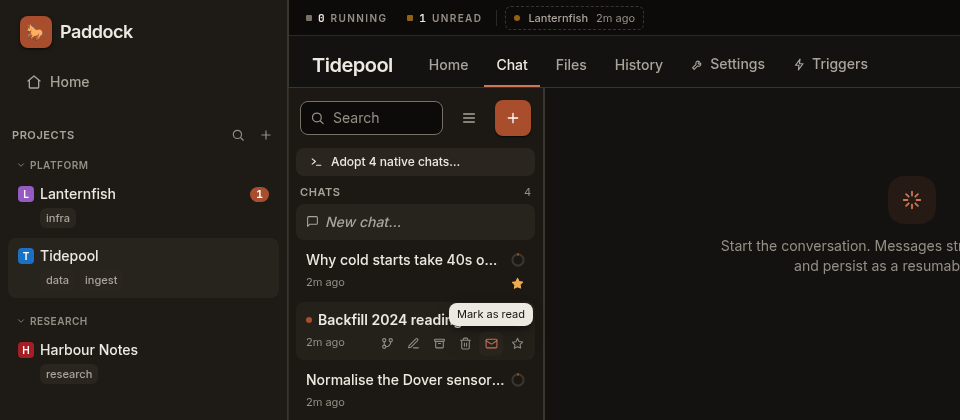 Paddock
Home
PROJECTS
PLATFORM
L Lanternfish 1
infra
T Tidepool
data ingest
RESEARCH
H Harbour Notes
research
0 RUNNING 1 UNREAD Lanternfish 2m ago
Tidepool Home Chat Files History Settings Triggers
Search
Adopt 4 native chats...
CHATS 4
New chat...
Why cold starts take 40s o...
2m ago
Mark as read
Backfill 2024 reading
2m ago
Normalise the Dover sensor...
2m ago
Start the conversation. Messages
and persist as a